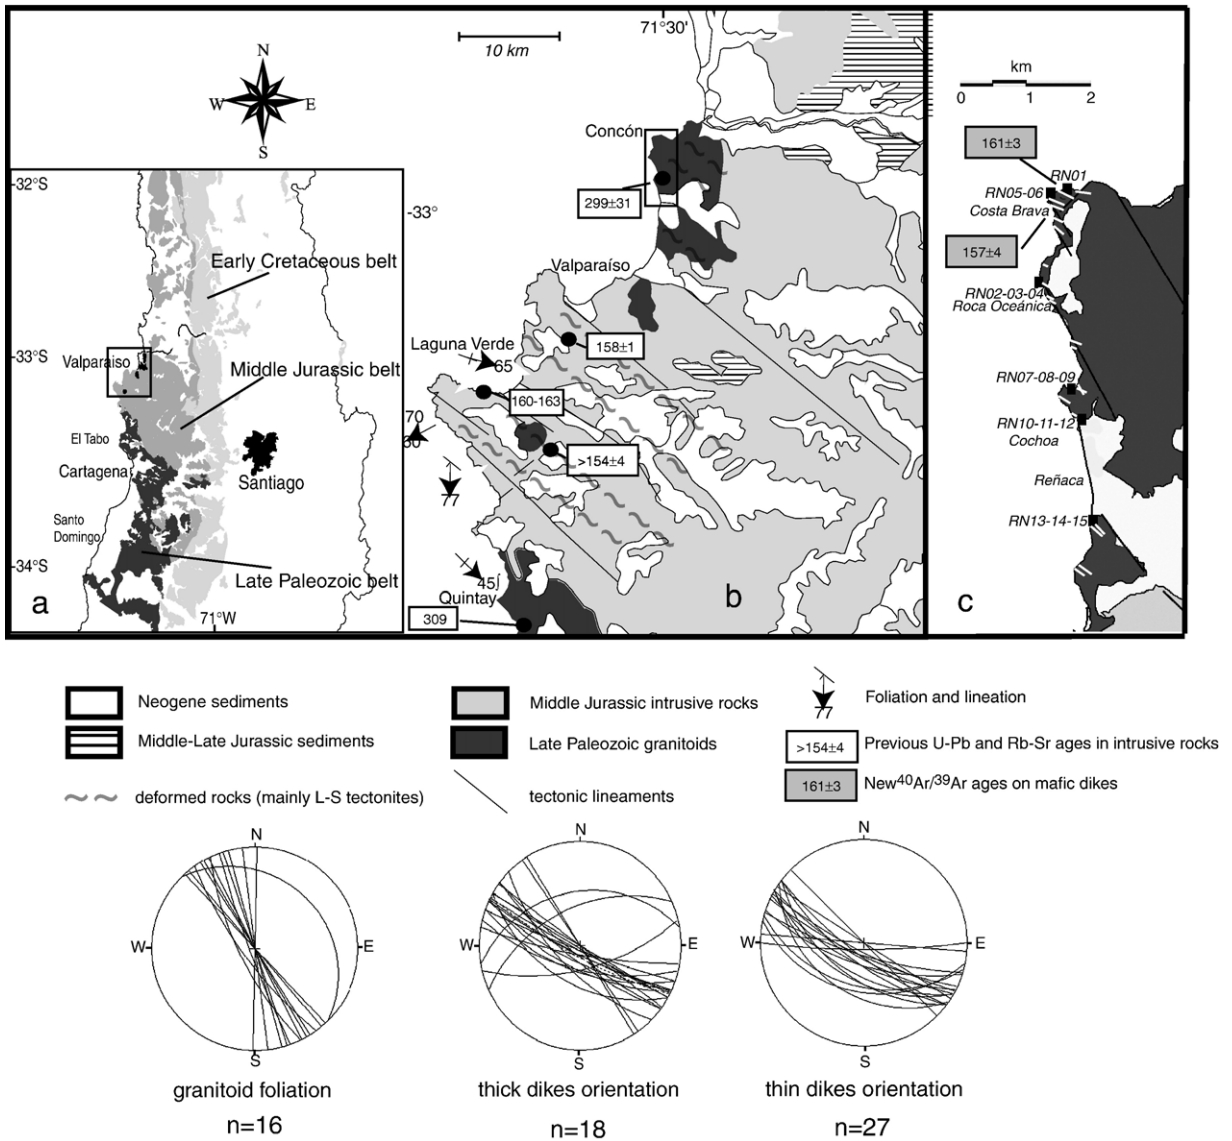 N
W E
S
-32°S
Early Cretaceous belt
-33°S
Valparaiso
Middle Jurassic belt
El Tabo
Cartagena
Santiago
Santo
Domingo
-34°S
Late Paleozoic belt
a
71°W
10 km
71°30'
Concón
299±31
-33°
Valparaíso
158±1
Laguna Verde
65
160-163
70
>154±4
77
45
Quintay
309
b
km
0 1 2
161±3
RN01
RN05-06
Costa Brava
157±4
RN02-03-04
Roca Oceánica
RN07-08-09
RN10-11-12
Cochoa
Reñaca
RN13-14-15
c
Neogene sediments
Middle-Late Jurassic sediments
deformed rocks (mainly L-S tectonites)
Middle Jurassic intrusive rocks
Late Paleozoic granitoids
tectonic lineaments
77
Foliation and lineation
>154±4 Previous U-Pb and Rb-Sr ages in intrusive rocks
161±3 New 40Ar/39Ar ages on mafic dikes
N
W E
S
granitoid foliation
n=16
N
W E
S
thick dikes orientation
n=18
N
W E
S
thin dikes orientation
n=27